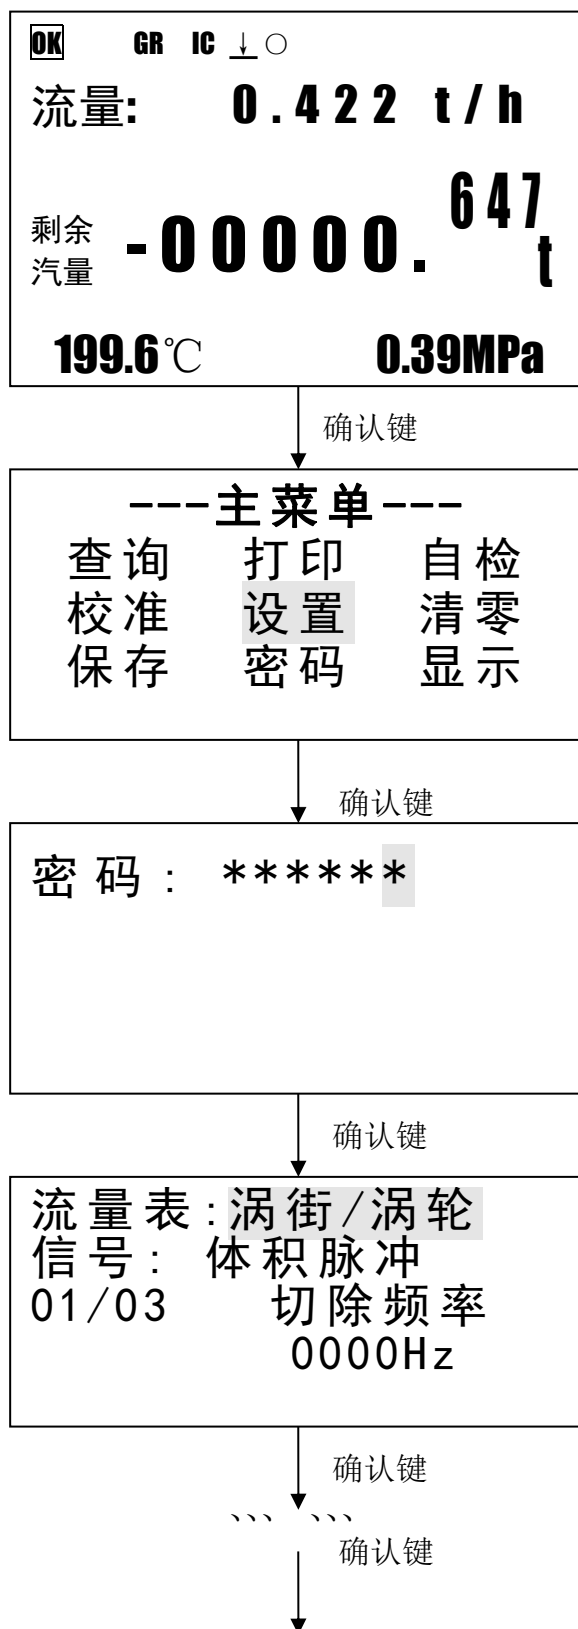 OK GR IC ↓ ○
流量: 0.422 t/h
剩余汽量 -00000.647 t
199.6℃ 0.39MPa
确认键
---主菜单---
查询 打印 自检
校准 设置 清零
保存 密码 显示
确认键
密码: ******
确认键
流量表:涡街/涡轮
信号: 体积脉冲
01/03 切除频率
0000Hz
确认键
、、、 、、、
确认键